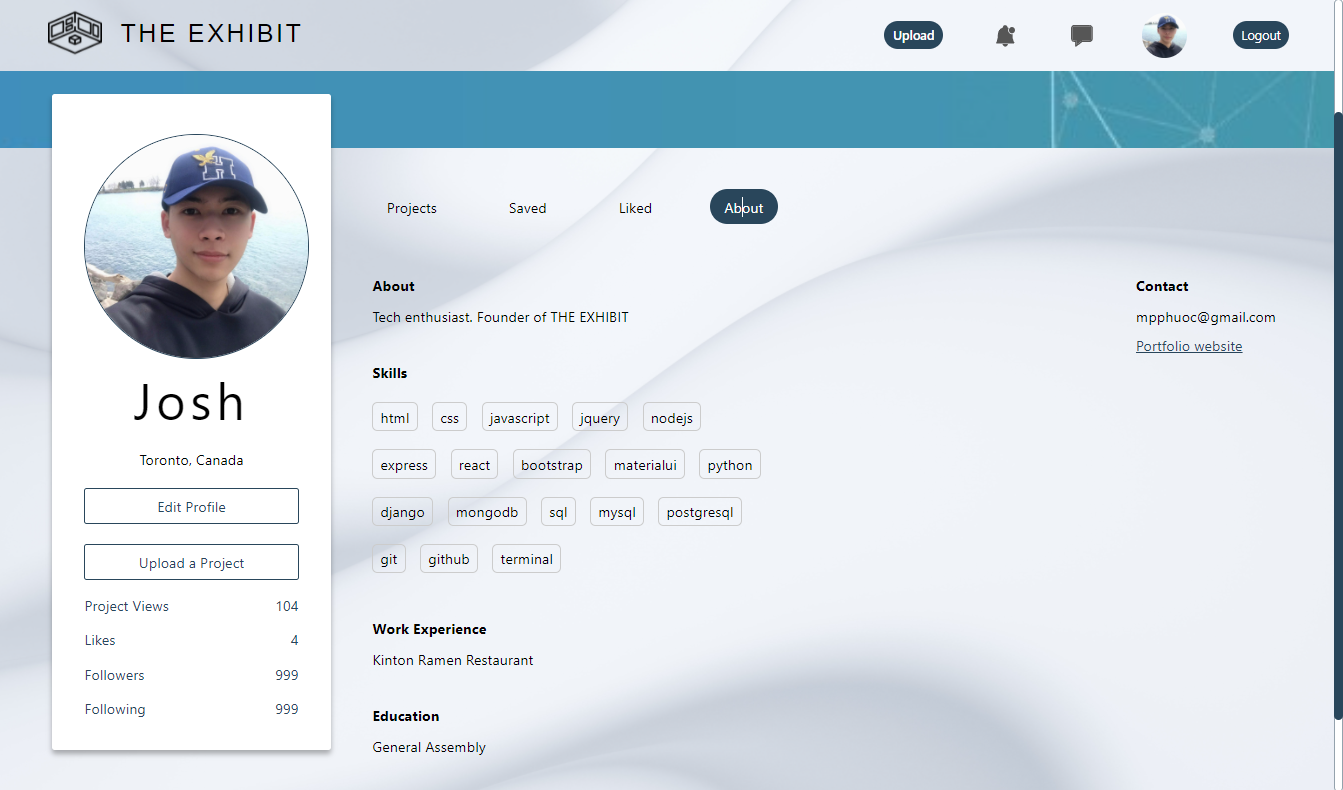 THE EXHIBIT
Upload
Logout
H
Josh
Toronto, Canada
Edit Profile
Upload a Project
Project Views 104
Likes 4
Followers 999
Following 999
Projects Saved Liked About
About
Tech enthusiast. Founder of THE EXHIBIT
Skills
html css javascript jquery nodejs
express react bootstrap materialui python
django mongodb sql mysql postgresql
git github terminal
Work Experience
Kinton Ramen Restaurant
Education
General Assembly
Contact
mpphuoc@gmail.com
Portfolio website